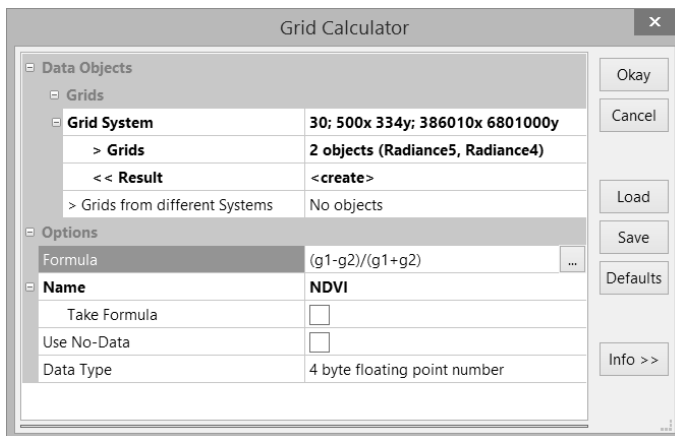 Grid Calculator
x
Data Objects
Okay
Grids
Grid System 30; 500x 334y; 386010x 6801000y
Cancel
> Grids 2 objects (Radiance5, Radiance4)
<< Result <create>
> Grids from different Systems No objects
Load
Options
Save
Formula (g1-g2)/(g1+g2) ...
Name NDVI
Defaults
Take Formula
Use No-Data
Info >>
Data Type 4 byte floating point number